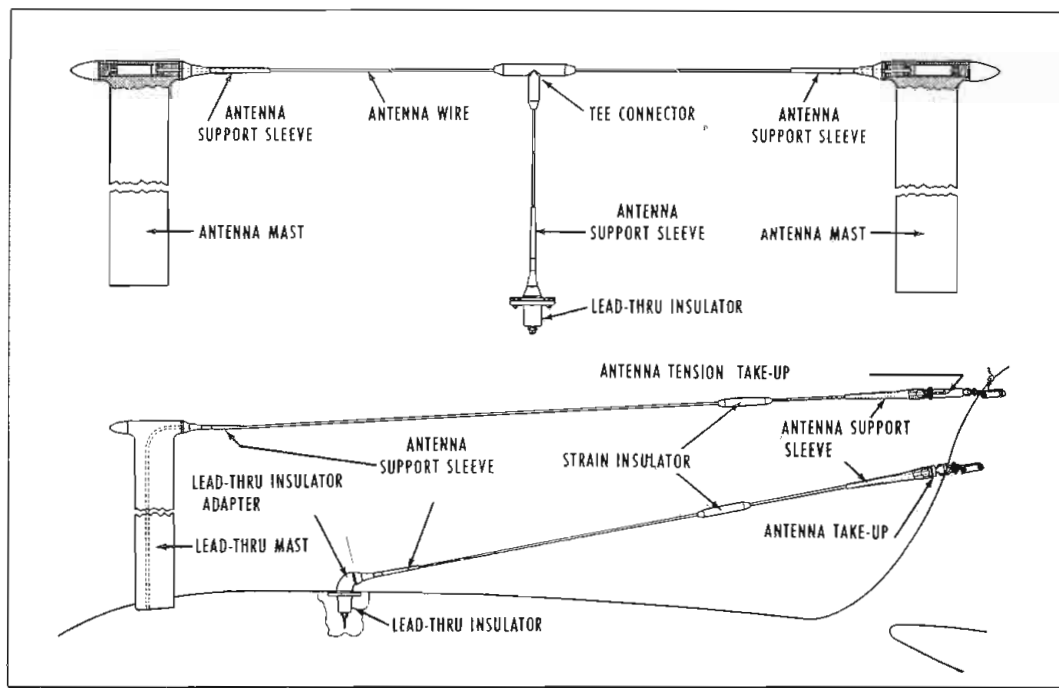 ANTENNA
SUPPORT SLEEVE
ANTENNA WIRE
TEE CONNECTOR
ANTENNA
SUPPORT SLEEVE
ANTENNA MAST
ANTENNA
SUPPORT SLEEVE
ANTENNA MAST
LEAD-THRU INSULATOR
ANTENNA TENSION TAKE-UP
ANTENNA
SUPPORT SLEEVE
STRAIN INSULATOR
ANTENNA SUPPORT
SLEEVE
LEAD-THRU INSULATOR
ADAPTER
ANTENNA TAKE-UP
LEAD-THRU MAST
LEAD-THRU INSULATOR